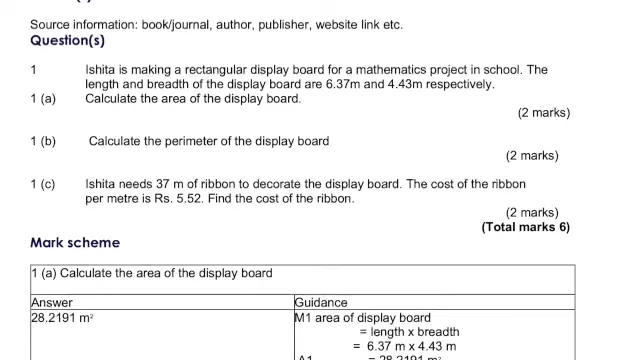 Source information: book/journal, author, publisher, website link etc.
Question(s)
1 Ishita is making a rectangular display board for a mathematics project in school. The
length and breadth of the display board are 6.37m and 4.43m respectively.
1 (a) Calculate the area of the display board.
(2 marks)
1 (b) Calculate the perimeter of the display board
(2 marks)
1 (c) Ishita needs 37 m of ribbon to decorate the display board. The cost of the ribbon
per metre is Rs. 5.52. Find the cost of the ribbon.
(2 marks)
(Total marks 6)
Mark scheme
1 (a) Calculate the area of the display board
Answer Guidance
28.2191 m² M1 area of display board
= length x breadth
= 6.37 m x 4.43 m
A1 = 28.2191 m²